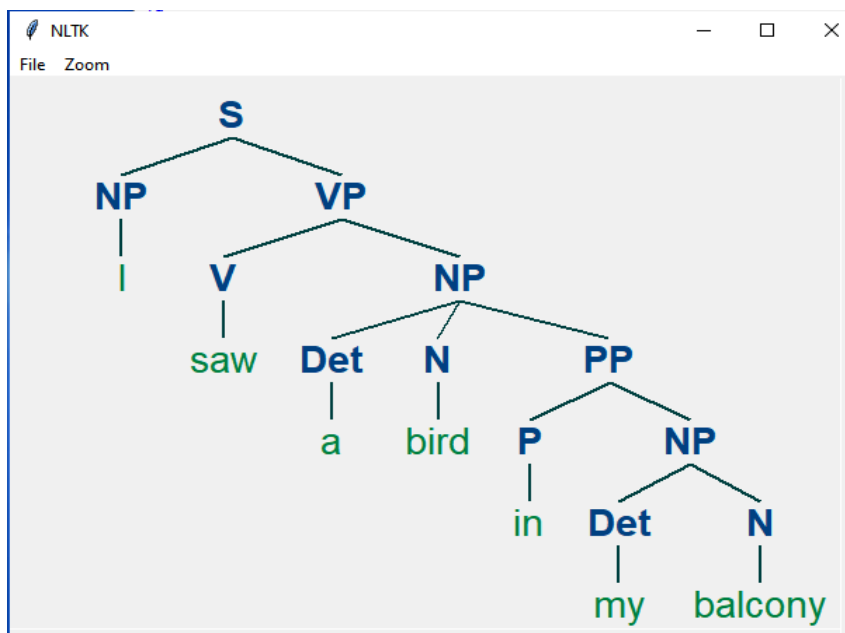 NLTK
File Zoom
S
NP VP
I V NP
saw Det N PP
a bird P NP
in Det N
my balcony